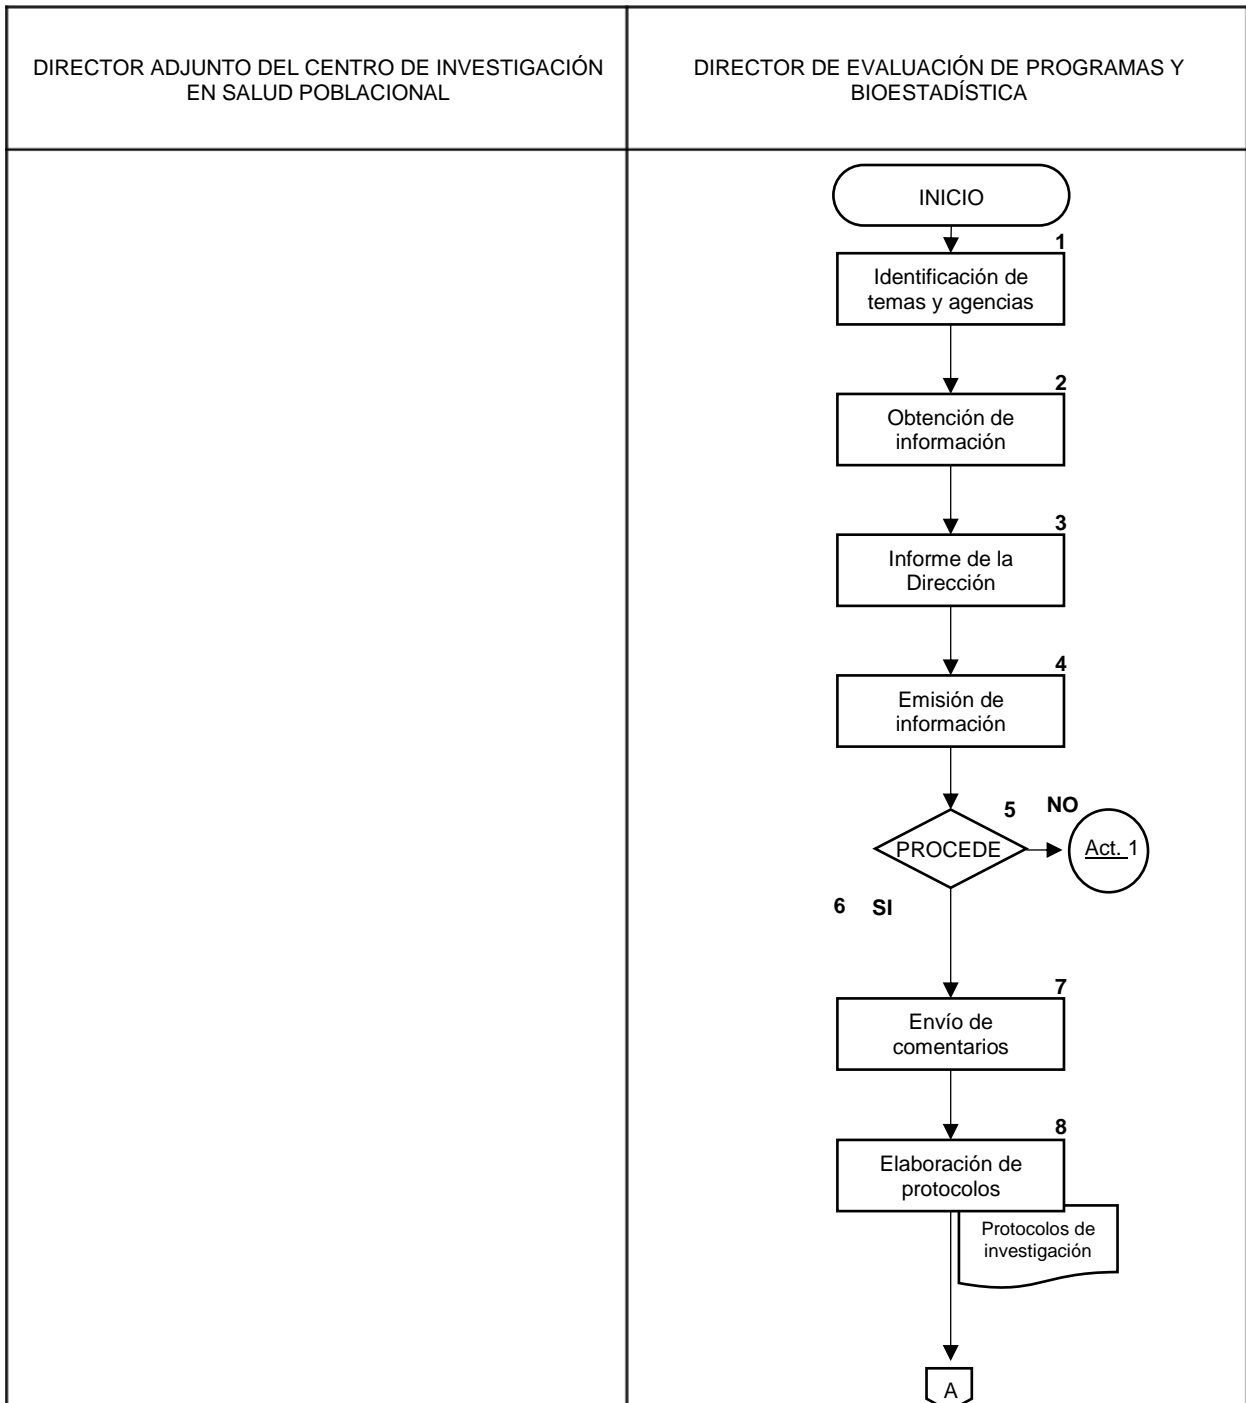 DIRECTOR ADJUNTO DEL CENTRO DE INVESTIGACIÓN
EN SALUD POBLACIONAL
DIRECTOR DE EVALUACIÓN DE PROGRAMAS Y
BIOESTADÍSTICA
INICIO
1
Identificación de
temas y agencias
2
Obtención de
información
3
Informe de la
Dirección
4
Emisión de
información
5
NO
PROCEDE
Act. 1
6 SI
7
Envío de
comentarios
8
Elaboración de
protocolos
Protocolos de
investigación
A